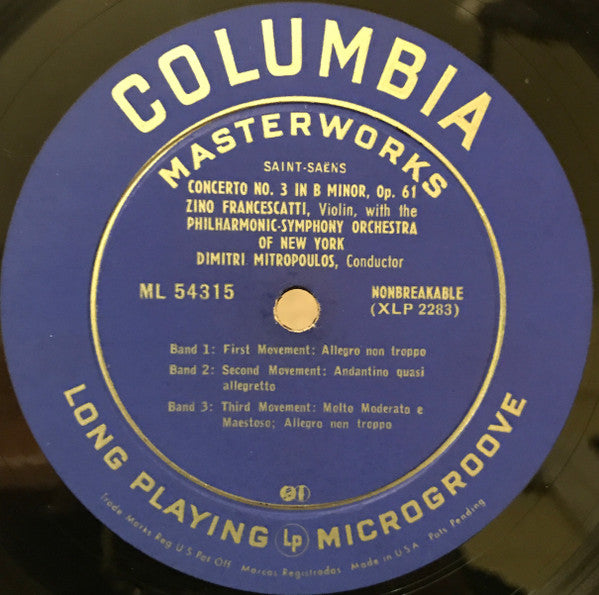 COLUMBIA
MASTERWORKS
SAINT-SAËNS
CONCERTO NO. 3 IN B MINOR, Op. 61
ZINO FRANCESCATTI, Violin, with the
PHILHARMONIC-SYMPHONY ORCHESTRA
OF NEW YORK
DIMITRI MITROPOULOS, Conductor
ML 54315
NONBREAKABLE
(XLP 2283)
Band 1: First Movement: Allegro non troppo
Band 2: Second Movement: Andantino quasi
allegretto
Band 3: Third Movement: Molto Moderato e
Maestoso; Allegro non troppo
LONG PLAYING Lp MICROGROOVE
Trade Marks Reg U S Pat Off Marcas Registradas Made in U.S.A. Pats Pending